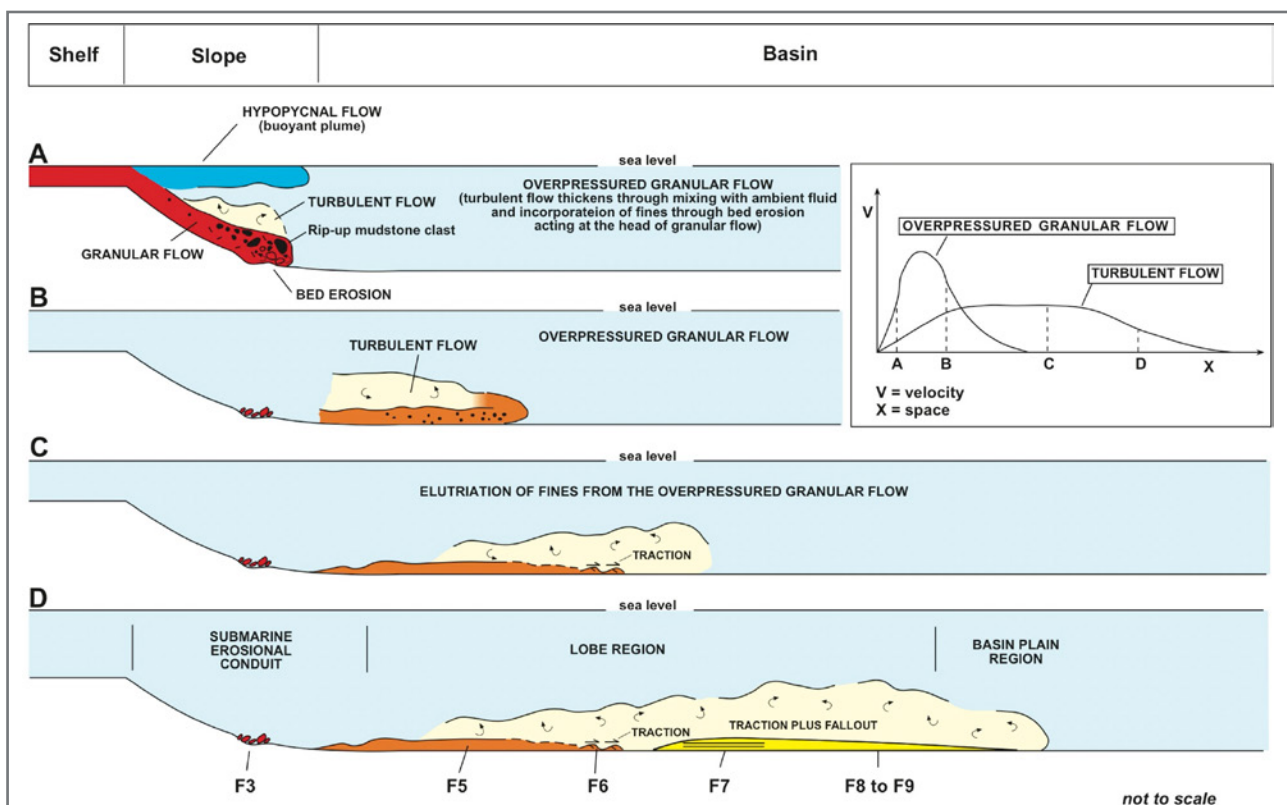 Shelf
Slope
Basin
HYPOPYCNAL FLOW
(buoyant plume)
A
sea level
OVERPRESSURED GRANULAR FLOW
(turbulent flow thickens through mixing with ambient fluid
and incorporateion of fines through bed erosion
acting at the head of granular flow)
TURBULENT FLOW
Rip-up mudstone clast
GRANULAR FLOW
BED EROSION
V
OVERPRESSURED GRANULAR FLOW
TURBULENT FLOW
A
B
C
D
X
V = velocity
X = space
B
sea level
OVERPRESSURED GRANULAR FLOW
TURBULENT FLOW
C
sea level
ELUTRIATION OF FINES FROM THE OVERPRESSURED GRANULAR FLOW
TRACTION
D
sea level
SUBMARINE
EROSIONAL
CONDUIT
LOBE REGION
BASIN PLAIN
REGION
TRACTION
TRACTION PLUS FALLOUT
F3
F5
F6
F7
F8 to F9
not to scale